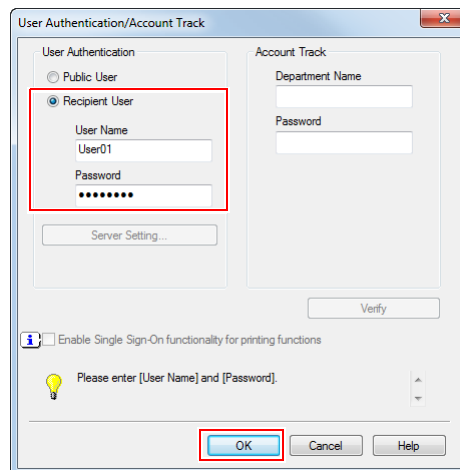 User Authentication/Account Track
User Authentication
Public User
Recipient User
User Name
User01
Password
••••••••
Server Setting...
Account Track
Department Name
Password
Verify
Enable Single Sign-On functionality for printing functions
Please enter [User Name] and [Password].
OK
Cancel
Help